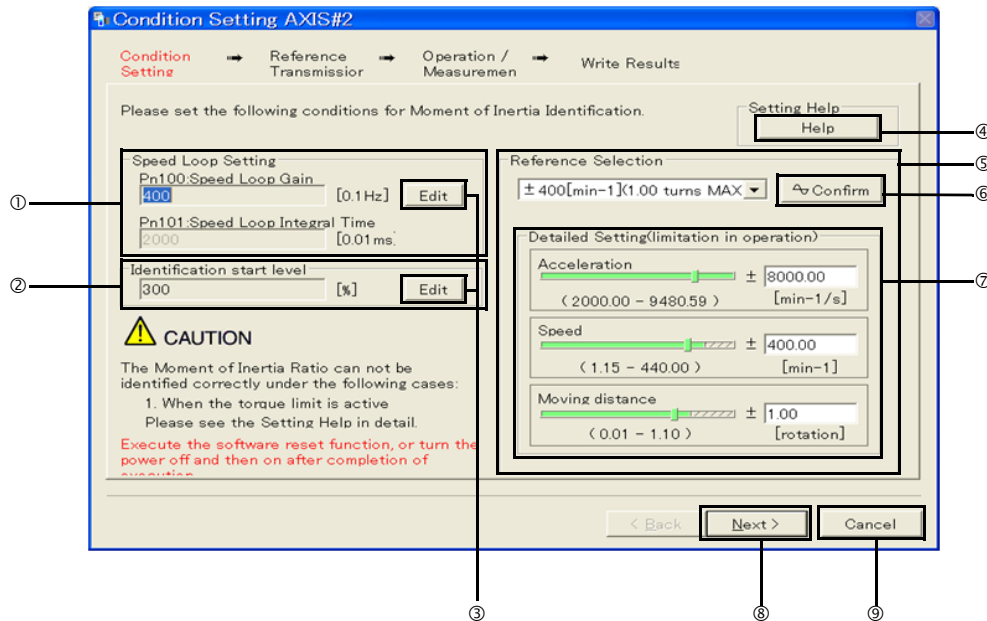 Condition Setting AXIS#2
Condition Setting ➡ Reference Transmissior ➡ Operation / Measuremen ➡ Write Results
Please set the following conditions for Moment of Inertia Identification.
Setting Help
Help
④
Speed Loop Setting
Pn100:Speed Loop Gain
400 [0.1Hz] Edit
Pn101:Speed Loop Integral Time
2000 [0.01ms]
①
Identification start level
300 [%] Edit
②
CAUTION
The Moment of Inertia Ratio can not be
identified correctly under the following cases:
1. When the torque limit is active
Please see the Setting Help in detail.
Execute the software reset function, or turn the
power off and then on after completion of
execution
Reference Selection
⑤
±400[min-1](1.00 turns MAX
Confirm
⑥
Detailed Setting(limitation in operation)
Acceleration
± 8000.00
(2000.00 - 9480.59) [min-1/s]
⑦
Speed
± 400.00
(1.15 - 440.00) [min-1]
Moving distance
± 1.00
(0.01 - 1.10) [rotation]
< Back Next > Cancel
③ ⑧ ⑨